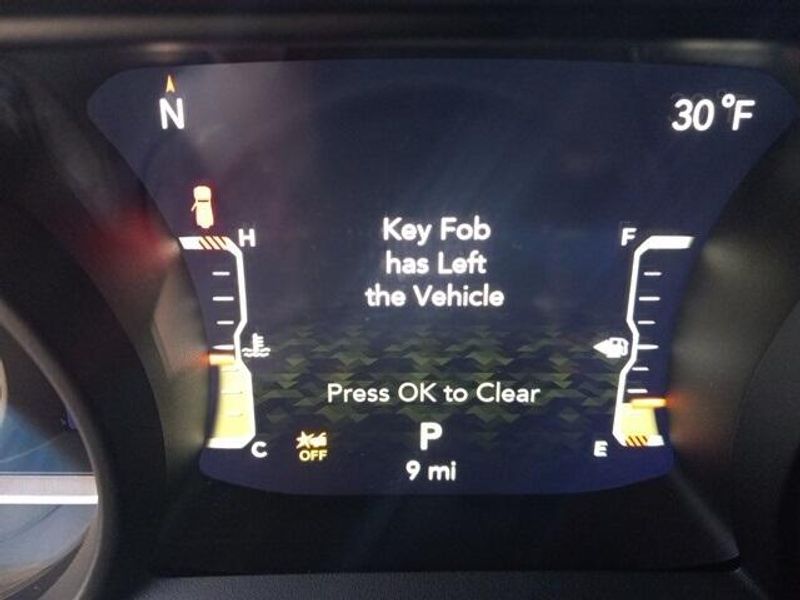 N
30°F
H
F
Key Fob
has Left
the Vehicle
Press OK to Clear
C
OFF
P
E
9 mi